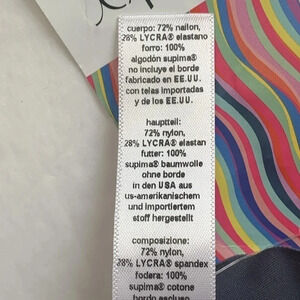 cuerpo: 72% nailon,
28% LYCRA® elastano
forro: 100%
algodón supima®
no incluye el borde
fabricado en EE.UU.
con telas importadas
y de los EE.UU.
hauptteil:
72% nylon,
28% LYCRA® elastan
futter: 100%
supima® baumwolle
ohne borde
in den USA aus
us-amerikanischem
und importiertem
stoff hergestellt
composizione:
72% nylon,
28% LYCRA® spandex
fodera: 100%
supima® cotone
bordo escluso